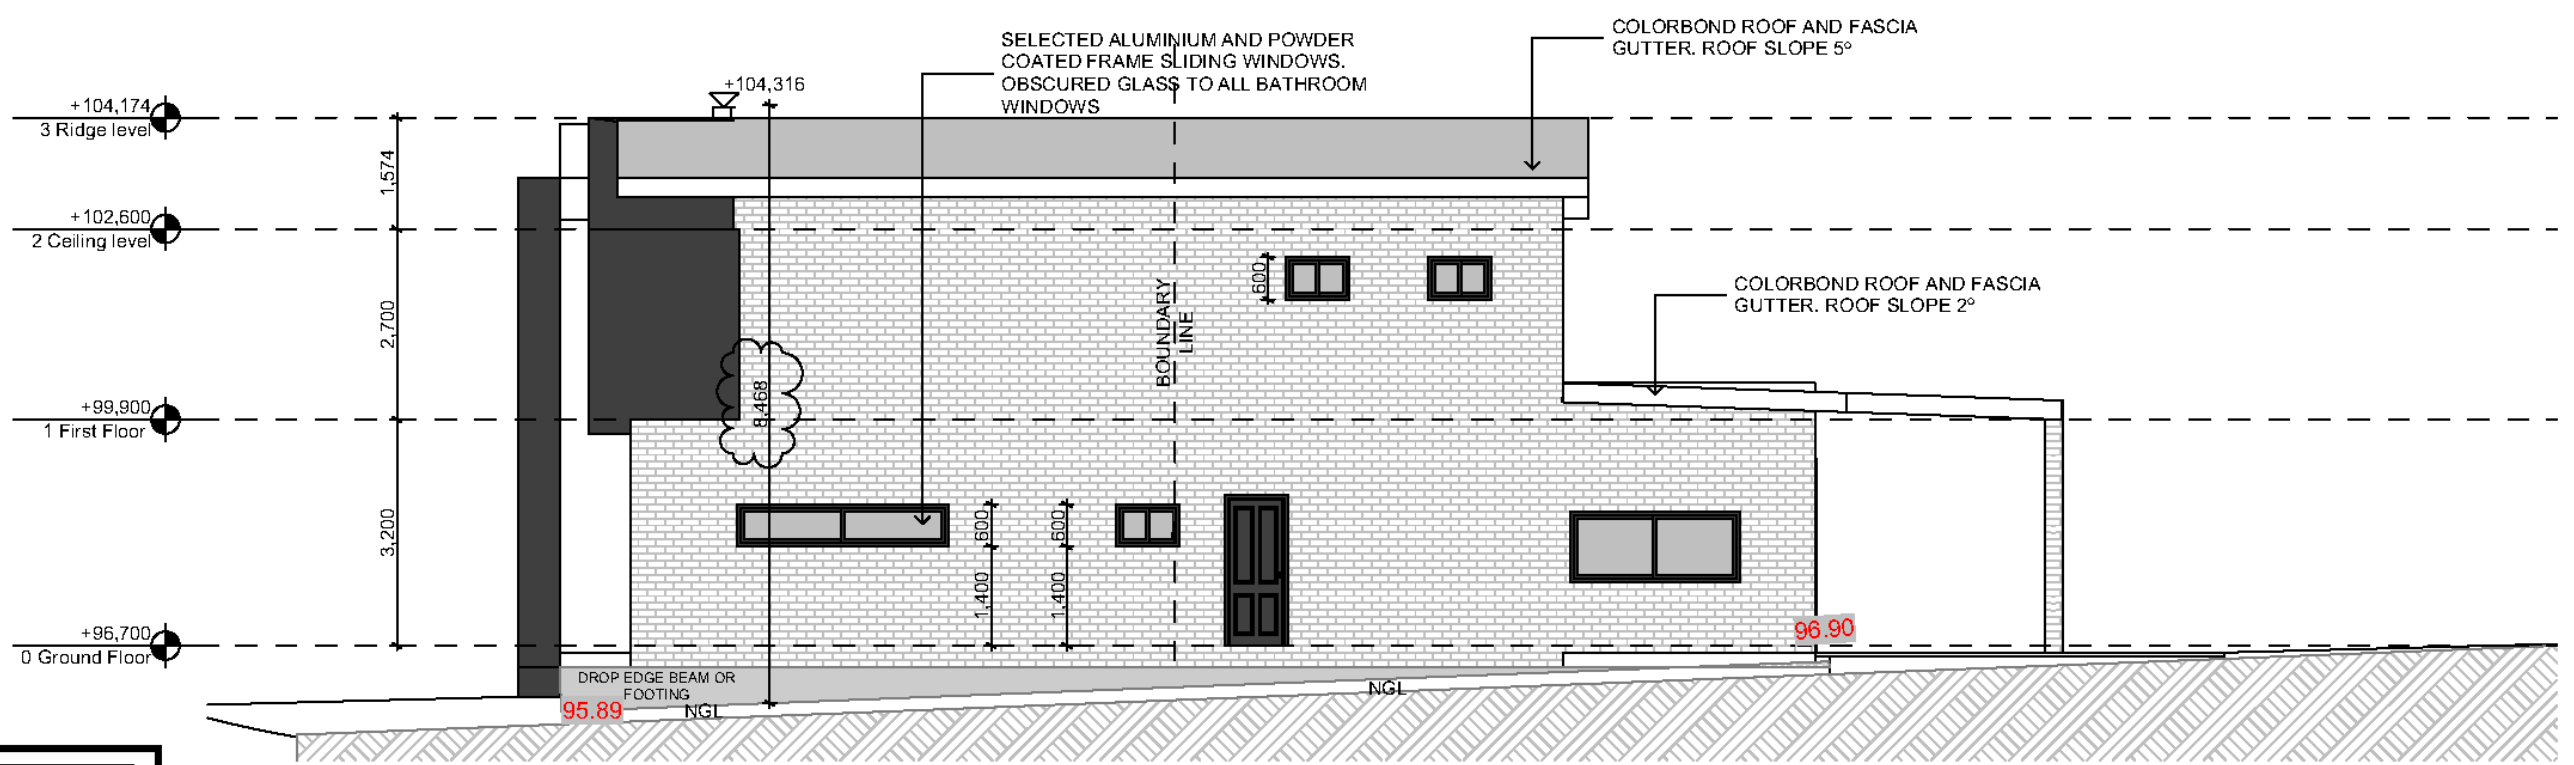 SELECTED ALUMINIUM AND POWDER
COATED FRAME SLIDING WINDOWS.
OBSCURED GLASS TO ALL BATHROOM
WINDOWS
COLORBOND ROOF AND FASCIA
GUTTER. ROOF SLOPE 5°
+104,316
+104,174
3 Ridge level
1,574
+102,600
2 Ceiling level
2,700
600
BOUNDARY
LINE
COLORBOND ROOF AND FASCIA
GUTTER. ROOF SLOPE 2°
8,468
+99,900
1 First Floor
3,200
600
600
1,400
1,400
+96,700
0 Ground Floor
96.90
DROP EDGE BEAM OR
FOOTING
95.89
NGL
NGL